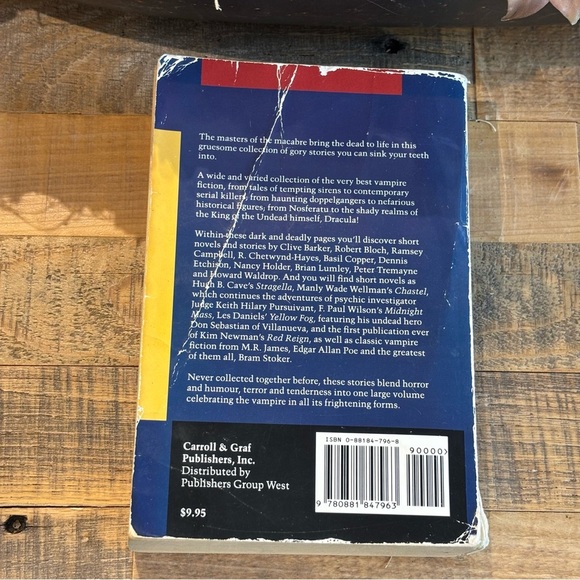 The masters of the macabre bring the dead to life in this
gruesome collection of gory stories you can sink your teeth
into.
A wide and varied collection of the very best vampire
fiction, from tales of tempting sirens to contemporary
serial killers; from haunting doppelgangers to nefarious
historical figures; from Nosferatu to the shady realms of
the King of the Undead himself, Dracula!
Within these dark and deadly pages you'll discover short
novels and stories by Clive Barker, Robert Bloch, Ramsey
Campbell, R. Chetwynd-Hayes, Basil Copper, Dennis
Etchison, Nancy Holder, Brian Lumley, Peter Tremayne
and Howard Waldrop. And you will find short novels as
Hugh B. Cave's Stragella, Manly Wade Wellman's Chastel,
which continues the adventures of psychic investigator
Judge Keith Hilary Pursuivant, F. Paul Wilson's Midnight
Mass, Les Daniels' Yellow Fog, featuring his undead hero
Don Sebastian of Villanueva, and the first publication ever
of Kim Newman's Red Reign, as well as classic vampire
fiction from M.R. James, Edgar Allan Poe and the greatest
of them all, Bram Stoker.
Never collected together before, these stories blend horror
and humour, terror and tenderness into one large volume
celebrating the vampire in all its frightening forms.
Carroll & Graf
Publishers, Inc.
Distributed by
Publishers Group West
$9.95
ISBN 0-88184-796-8
90000>
9 780881 847963